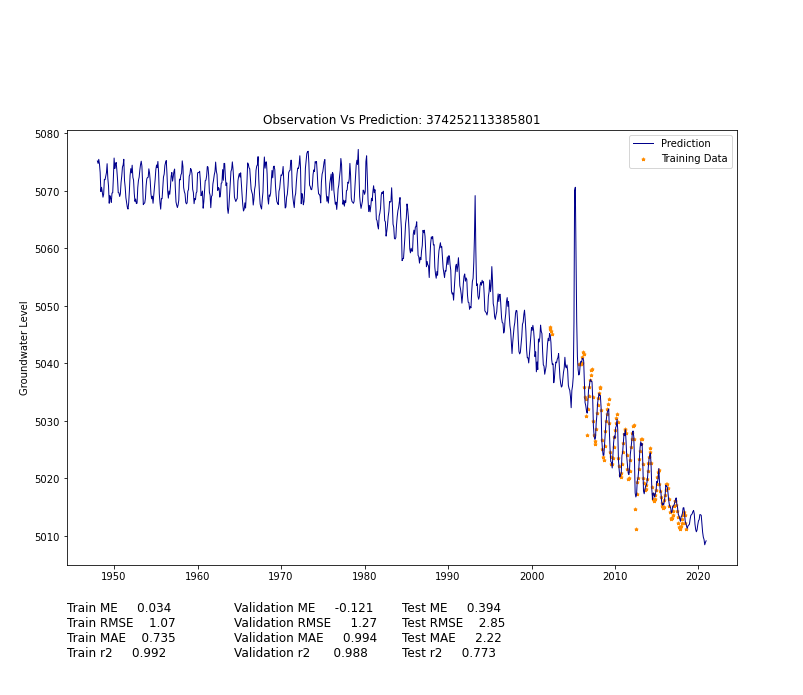 Observation Vs Prediction: 374252113385801
Prediction
Training Data
Groundwater Level
5080
5070
5060
5050
5040
5030
5020
5010
1950 1960 1970 1980 1990 2000 2010 2020
Train ME 0.034 Validation ME -0.121 Test ME 0.394
Train RMSE 1.07 Validation RMSE 1.27 Test RMSE 2.85
Train MAE 0.735 Validation MAE 0.994 Test MAE 2.22
Train r2 0.992 Validation r2 0.988 Test r2 0.773